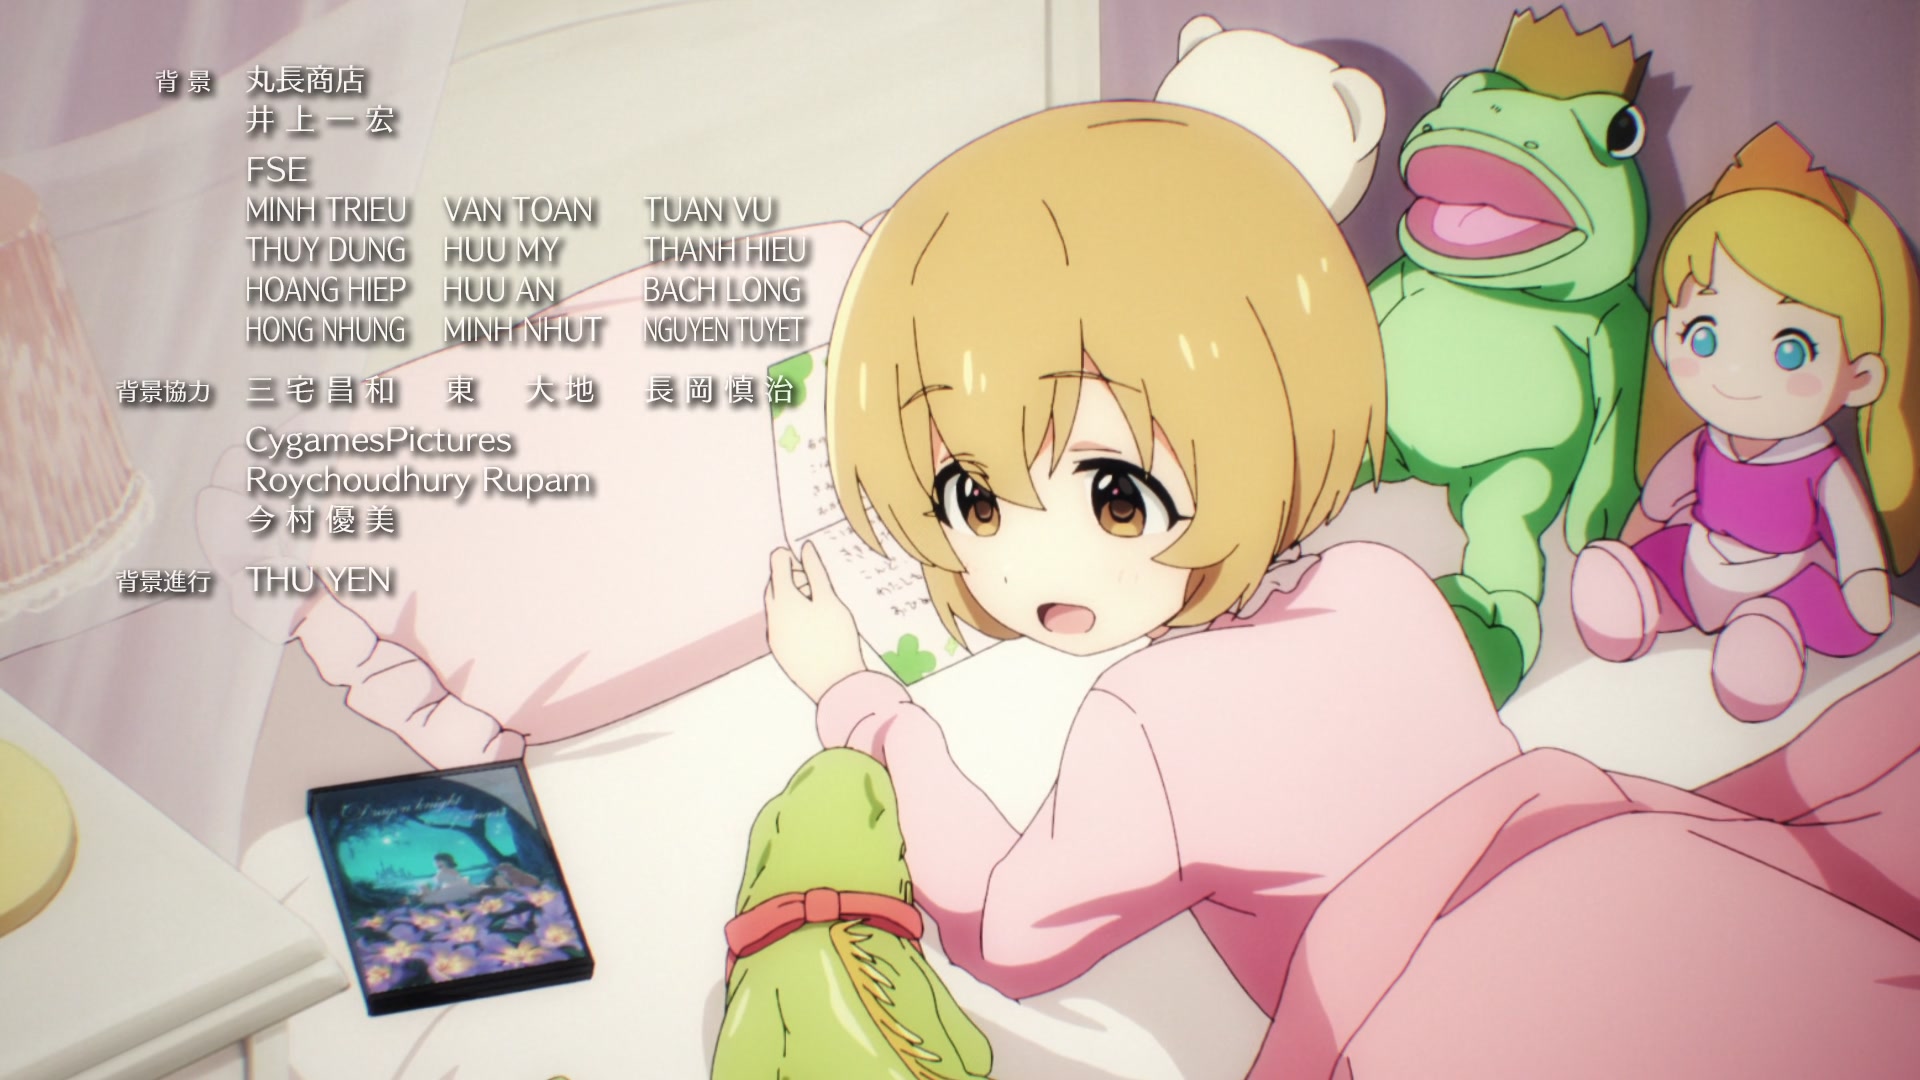 背景 丸長商店
井上一宏
FSE
MINH TRIEU VAN TOAN TUAN VU
THUY DUNG HUU MY THANH HIEU
HOANG HIEP HUU AN BACH LONG
HONG NHUNG MINH NHUT NGUYEN TUYET
背景協力 三宅昌和 東 大地 長岡慎治
CygamesPictures
Roychoudhury Rupam
今村優美
背景進行 THU YEN
Dragon knight